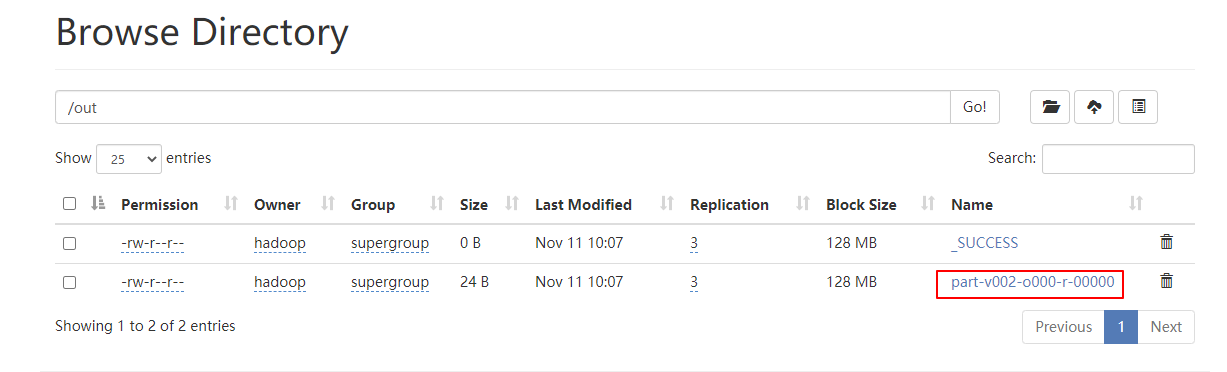 Browse Directory
/out Go!
Show 25 entries Search:
Permission Owner Group Size Last Modified Replication Block Size Name
-rw-r--r-- hadoop supergroup 0 B Nov 11 10:07 3 128 MB _SUCCESS
-rw-r--r-- hadoop supergroup 24 B Nov 11 10:07 3 128 MB part-v002-o000-r-00000
Showing 1 to 2 of 2 entries Previous 1 Next